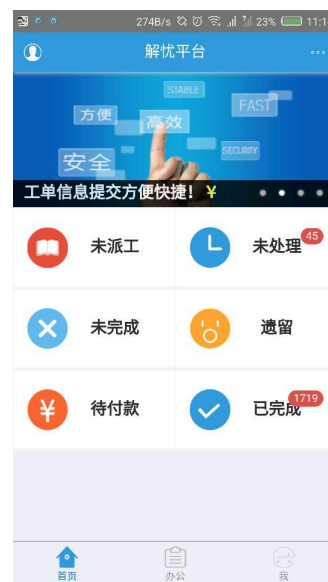 274B/s 23% 11:1
解忧平台
STABLE
方便
高效
FAST
安全
SECURITY
工单信息提交方便快捷！¥
未派工
未处理 45
未完成
遗留
待付款
已完成 1719
首页
办公
我